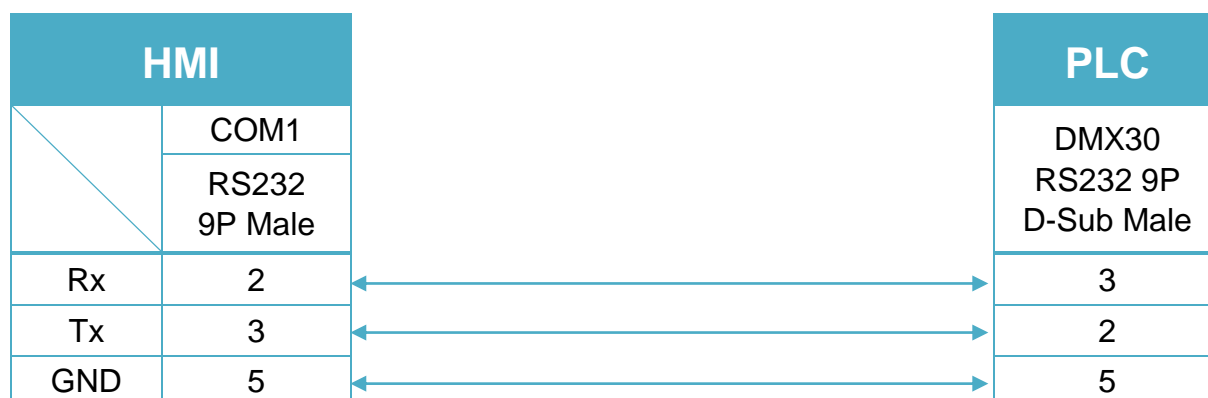 HMI
PLC
COM1
RS232
9P Male
DMX30
RS232 9P
D-Sub Male
Rx 2 3
Tx 3 2
GND 5 5